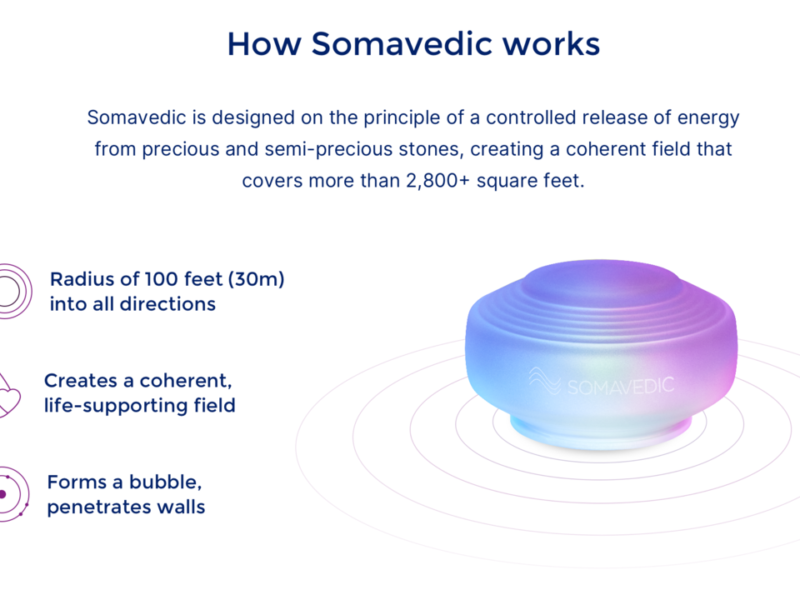 How Somavedic works
Somavedic is designed on the principle of a controlled release of energy
from precious and semi-precious stones, creating a coherent field that
covers more than 2,800+ square feet.
Radius of 100 feet (30m)
into all directions
Creates a coherent,
life-supporting field
Forms a bubble,
penetrates walls
SOMAVEDIC